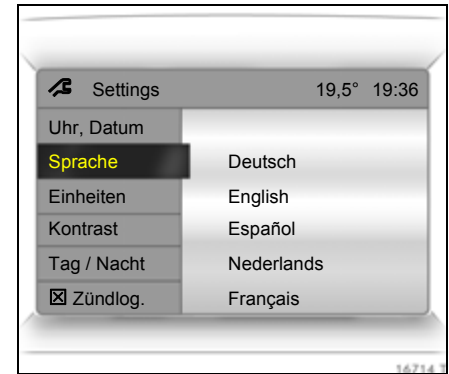 Settings 19,5° 19:36
Uhr, Datum
Sprache Deutsch
Einheiten English
Kontrast Español
Tag / Nacht Nederlands
☒ Zündlog. Français
16714 T